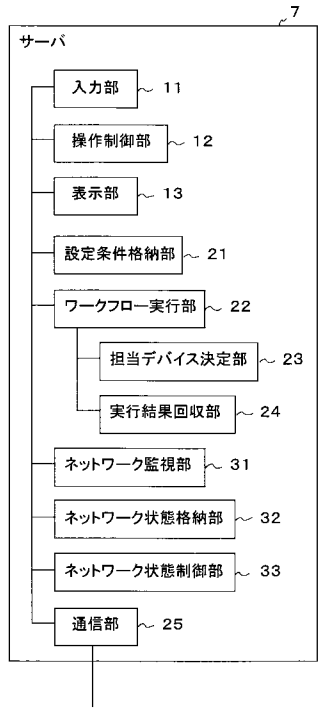 7
サーバ
入力部 11
操作制御部 12
表示部 13
設定条件格納部 21
ワークフロー実行部 22
担当デバイス決定部 23
実行結果回収部 24
ネットワーク監視部 31
ネットワーク状態格納部 32
ネットワーク状態制御部 33
通信部 25